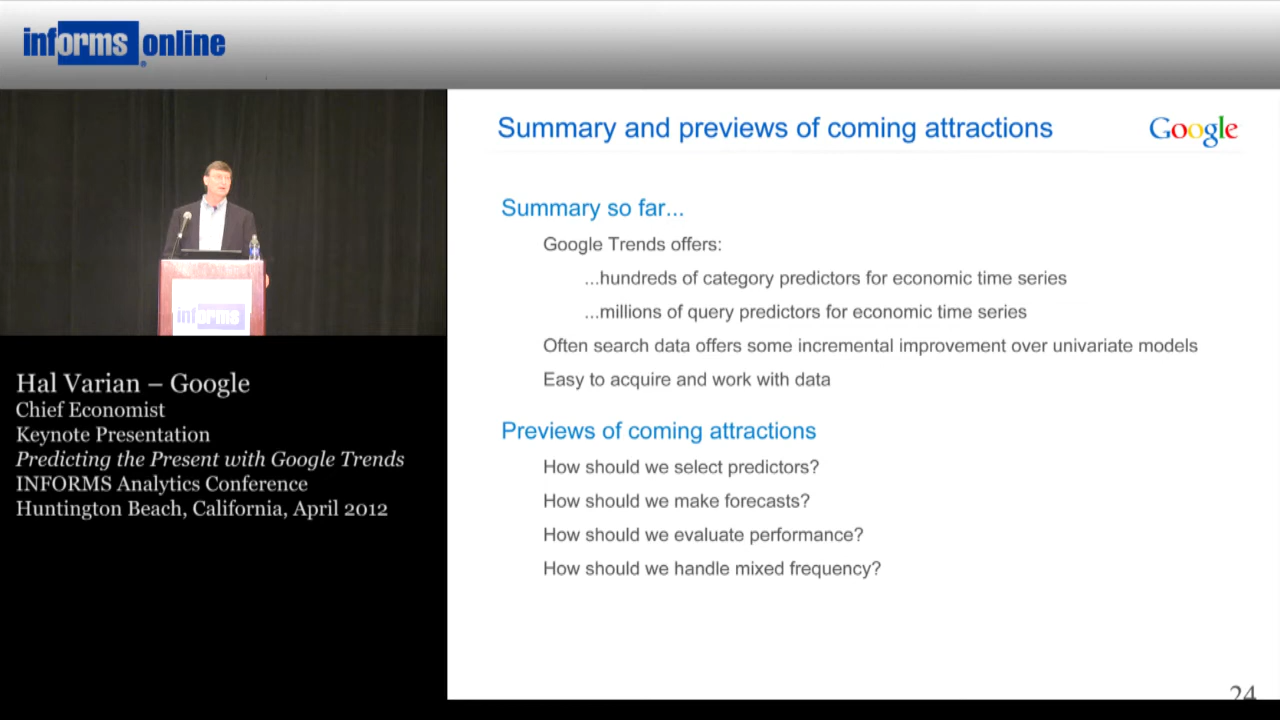 informs online
®
Summary and previews of coming attractions
Google
Summary so far...
Google Trends offers:
...hundreds of category predictors for economic time series
...millions of query predictors for economic time series
Often search data offers some incremental improvement over univariate models
Easy to acquire and work with data
Previews of coming attractions
How should we select predictors?
How should we make forecasts?
How should we evaluate performance?
How should we handle mixed frequency?
24
informs
Hal Varian – Google
Chief Economist
Keynote Presentation
Predicting the Present with Google Trends
INFORMS Analytics Conference
Huntington Beach, California, April 2012